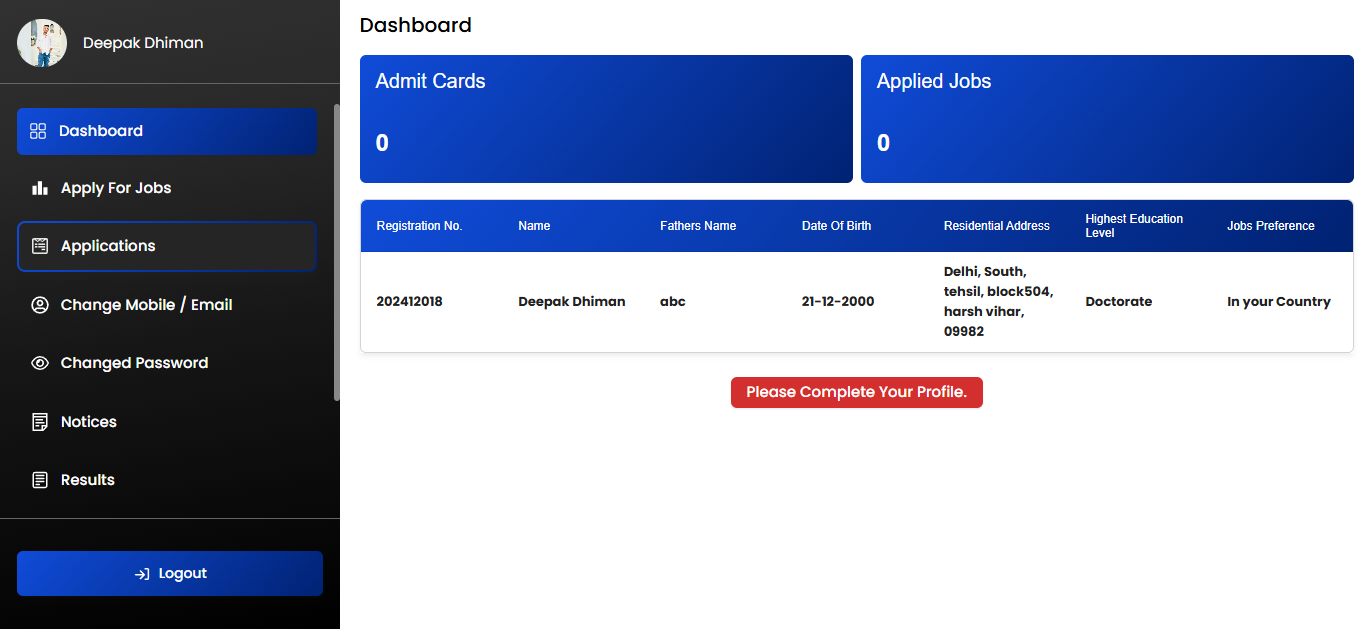 Deepak Dhiman
Dashboard
Apply For Jobs
Applications
Change Mobile / Email
Changed Password
Notices
Results
Logout
Dashboard
Admit Cards
0
Applied Jobs
0
Registration No.
Name
Fathers Name
Date Of Birth
Residential Address
Highest Education
Level
Jobs Preference
202412018
Deepak Dhiman
abc
21-12-2000
Delhi, South,
tehsil, block504,
harsh vihar,
09982
Doctorate
In your Country
Please Complete Your Profile.